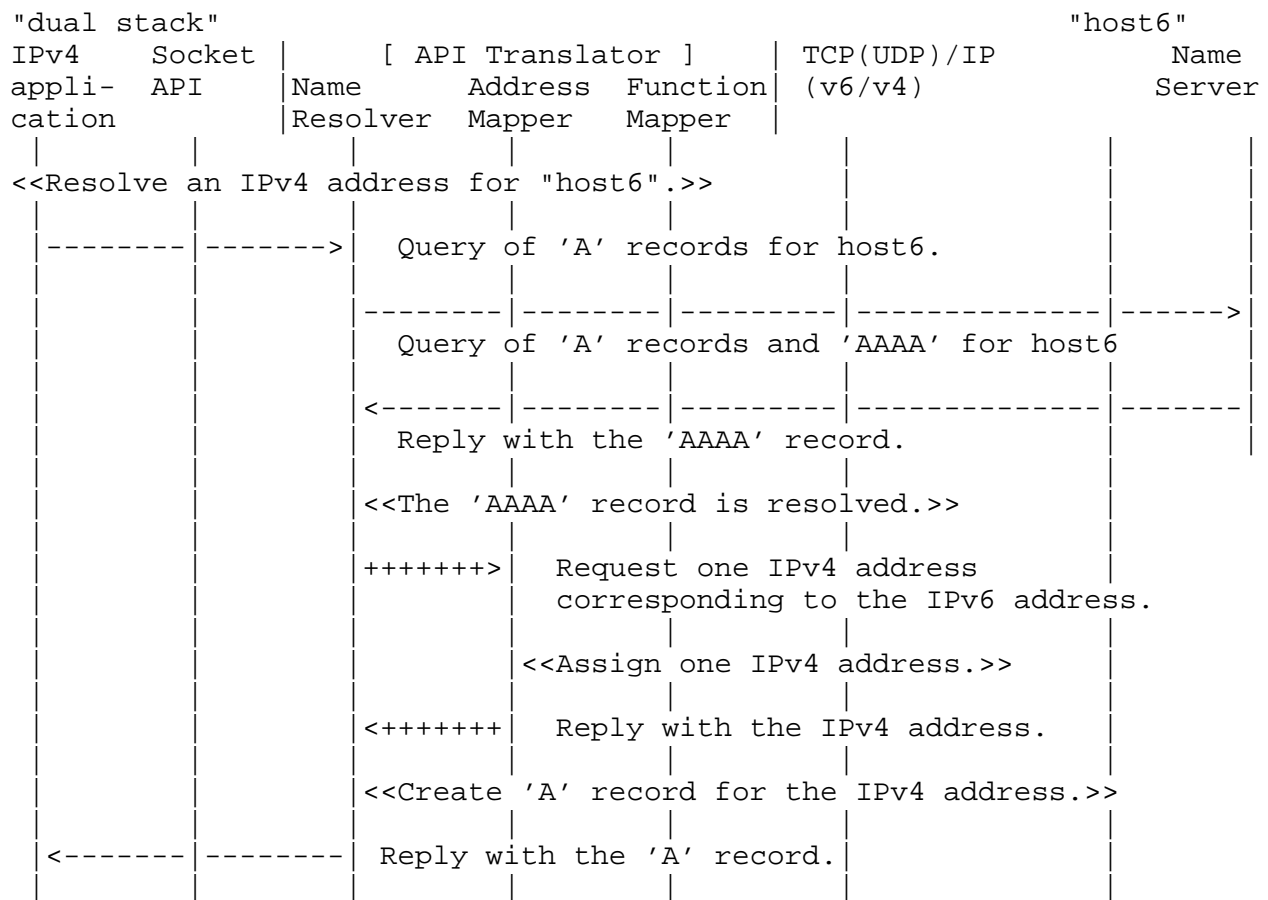 "dual stack" "host6"
IPv4 Socket | [ API Translator ] | TCP(UDP)/IP Name
appli- API |Name Address Function| (v6/v4) Server
cation |Resolver Mapper Mapper |
<<Resolve an IPv4 address for "host6".>>
|--------|------->| Query of ’A’ records for host6.
|--------|--------|---------|--------------|------>|
Query of ’A’ records and ’AAAA’ for host6
|<-------|--------|---------|--------------|-------|
Reply with the ’AAAA’ record.
|<<The ’AAAA’ record is resolved.>>
|+++++++>| Request one IPv4 address
corresponding to the IPv6 address.
|<<Assign one IPv4 address.>>
|<+++++++| Reply with the IPv4 address.
|<<Create ’A’ record for the IPv4 address.>>
|<-------|--------| Reply with the ’A’ record.